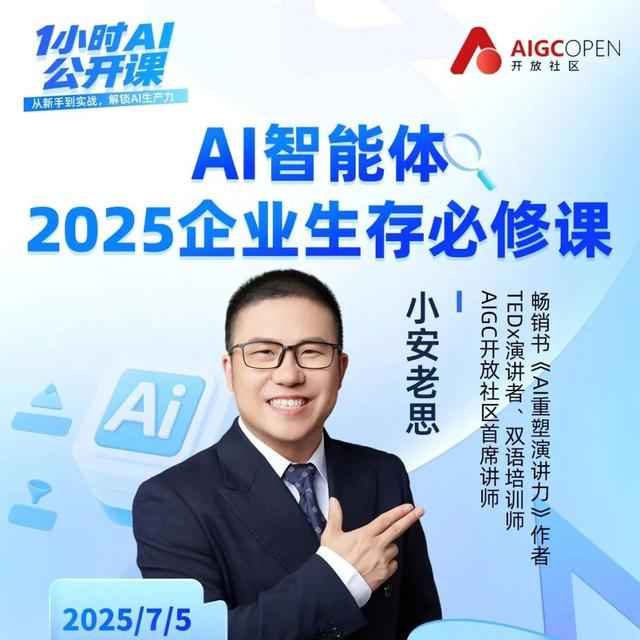 1小时AI
公开课
从新手到实战，解锁AI生产力
AIGCOPEN
开放社区
AI智能体
2025企业生存必修课
小安老思
畅销书《AI重塑演讲力》作者
TEDx演讲者、双语培训师
AIGC开放社区首席讲师
Ai
2025/7/5